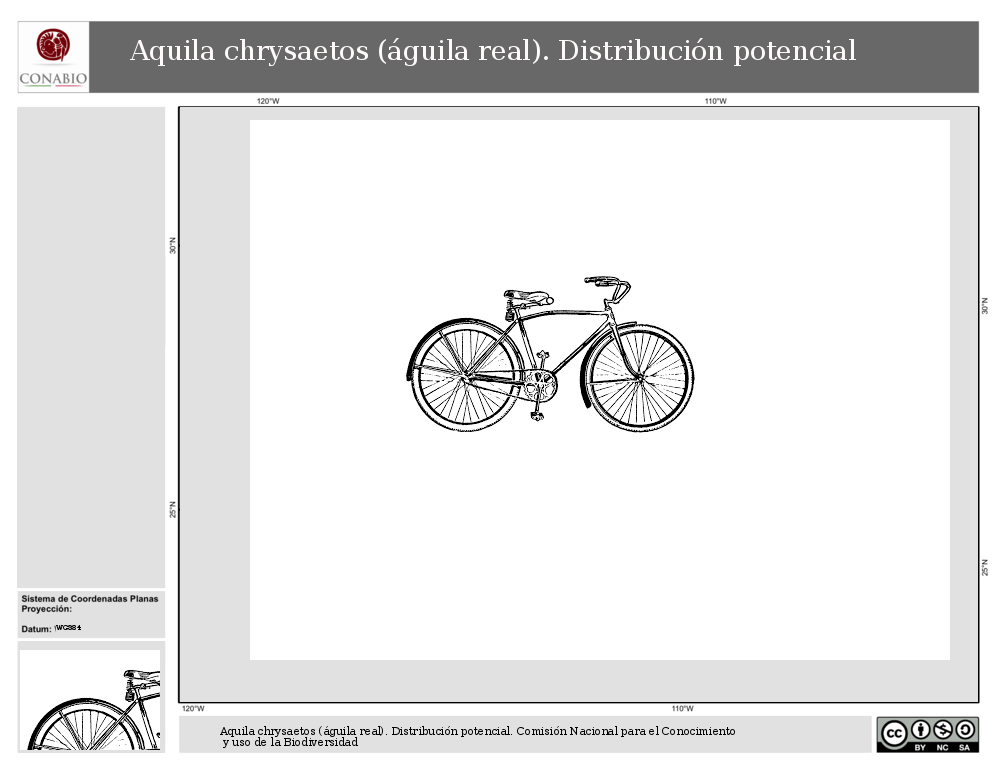 CONABIO
Aquila chrysaetos (águila real). Distribución potencial
120°W
110°W
30°N
30°N
25°N
25°N
Sistema de Coordenadas Planas
Proyección:
Datum: WGS84
120°W
110°W
Aquila chrysaetos (águila real). Distribución potencial. Comisión Nacional para el Conocimiento
y uso de la Biodiversidad
cc
BY NC SA